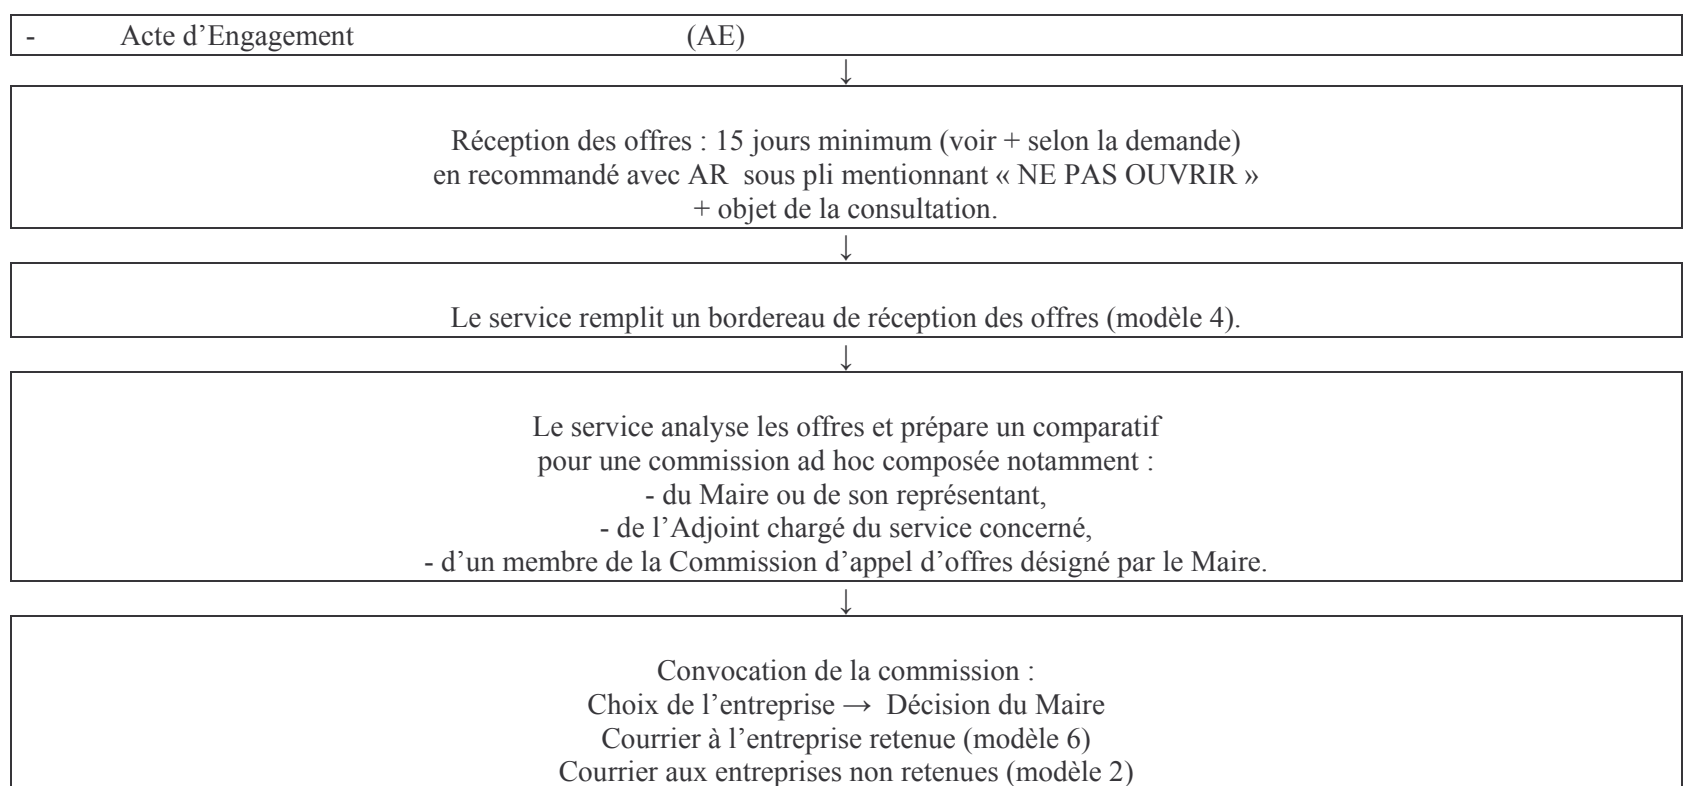 - Acte d’Engagement (AE)
↓
Réception des offres : 15 jours minimum (voir + selon la demande)
en recommandé avec AR sous pli mentionnant « NE PAS OUVRIR »
+ objet de la consultation.
↓
Le service remplit un bordereau de réception des offres (modèle 4).
↓
Le service analyse les offres et prépare un comparatif
pour une commission ad hoc composée notamment :
- du Maire ou de son représentant,
- de l’Adjoint chargé du service concerné,
- d’un membre de la Commission d’appel d’offres désigné par le Maire.
↓
Convocation de la commission :
Choix de l’entreprise → Décision du Maire
Courrier à l’entreprise retenue (modèle 6)
Courrier aux entreprises non retenues (modèle 2)